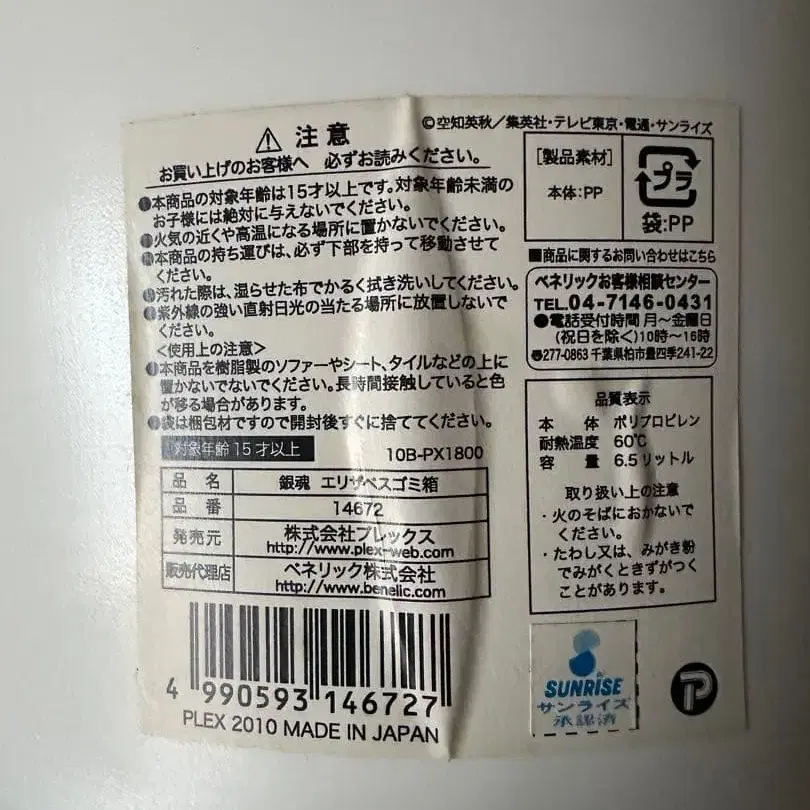 注意
お買い上げのお客様へ 必ずお読みください。
本商品の対象年齢は15才以上です。対象年齢未満の
お子様には絶対に与えないでください。
火気の近くや高温になる場所に置かないでください。
本商品の持ち運びは、必ず下部を持って移動させて
ください。
汚れた際は、湿らせた布でかるく拭き洗いしてください。
紫外線の強い直射日光の当たる場所に放置しないで
ください。
<使用上の注意>
本商品を樹脂製のソファーやシート、タイルなどの上に
置かないでないでください。長時間接触していると色
が移る場合があります。
袋は梱包材ですので開封後すぐに捨ててください。
対象年齢15才以上
10B-PX1800
品名 銀魂 エリザベスゴミ箱
品番 14672
発売元 株式会社プレックス
http://www.plex-web.com
販売代理店 ベネリック株式会社
http://www.benelic.com
4 990593 146727
PLEX 2010 MADE IN JAPAN
©空知英秋/集英社・テレビ東京・電通・サンライズ
[製品素材]
本体:PP
プラ
袋:PP
■商品に関するお問い合わせはこちら
ベネリックお客様相談センター
TEL.04-7146-0431
●電話受付時間 月~金曜日
(祝日を除く)10時~16時
〠277-0863 千葉県柏市豊四季241-22
品質表示
本体 ポリプロピレン
耐熱温度 60℃
容量 6.5リットル
取り扱い上の注意
・火のそばにおかないで
ください。
・たわし又は、みがき粉
でみがくときずがつく
ことがあります。
SUNRISE
サンライズ
承認済
P